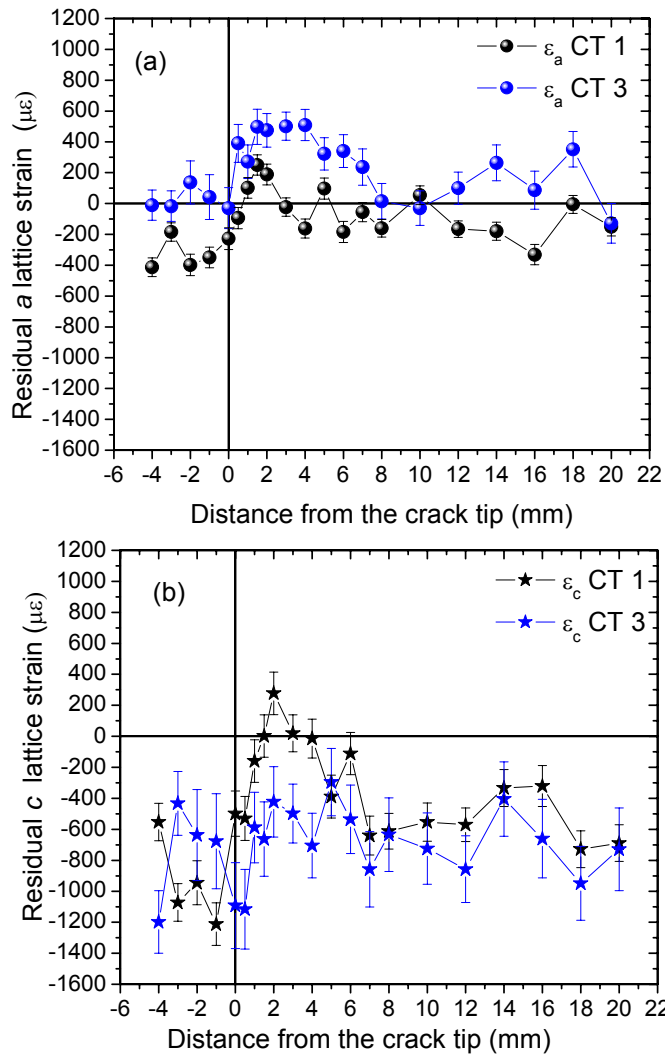 1200
1000
800
600
400
200
0
-200
-400
-600
-800
-1000
-1200
-1400
-1600
Residual a lattice strain (με)
(a)
εa CT 1
εa CT 3
-6 -4 -2 0 2 4 6 8 10 12 14 16 18 20 22
Distance from the crack tip (mm)
1200
1000
800
600
400
200
0
-200
-400
-600
-800
-1000
-1200
-1400
-1600
Residual c lattice strain (με)
(b)
εc CT 1
εc CT 3
-6 -4 -2 0 2 4 6 8 10 12 14 16 18 20 22
Distance from the crack tip (mm)